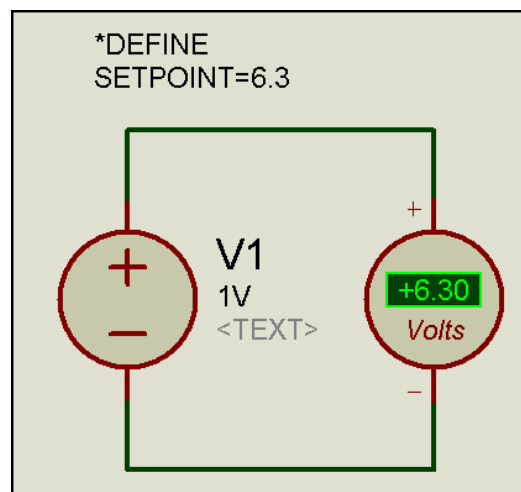 *DEFINE
SETPOINT=6.3
+
V1
1V
<TEXT>
+6.30
Volts